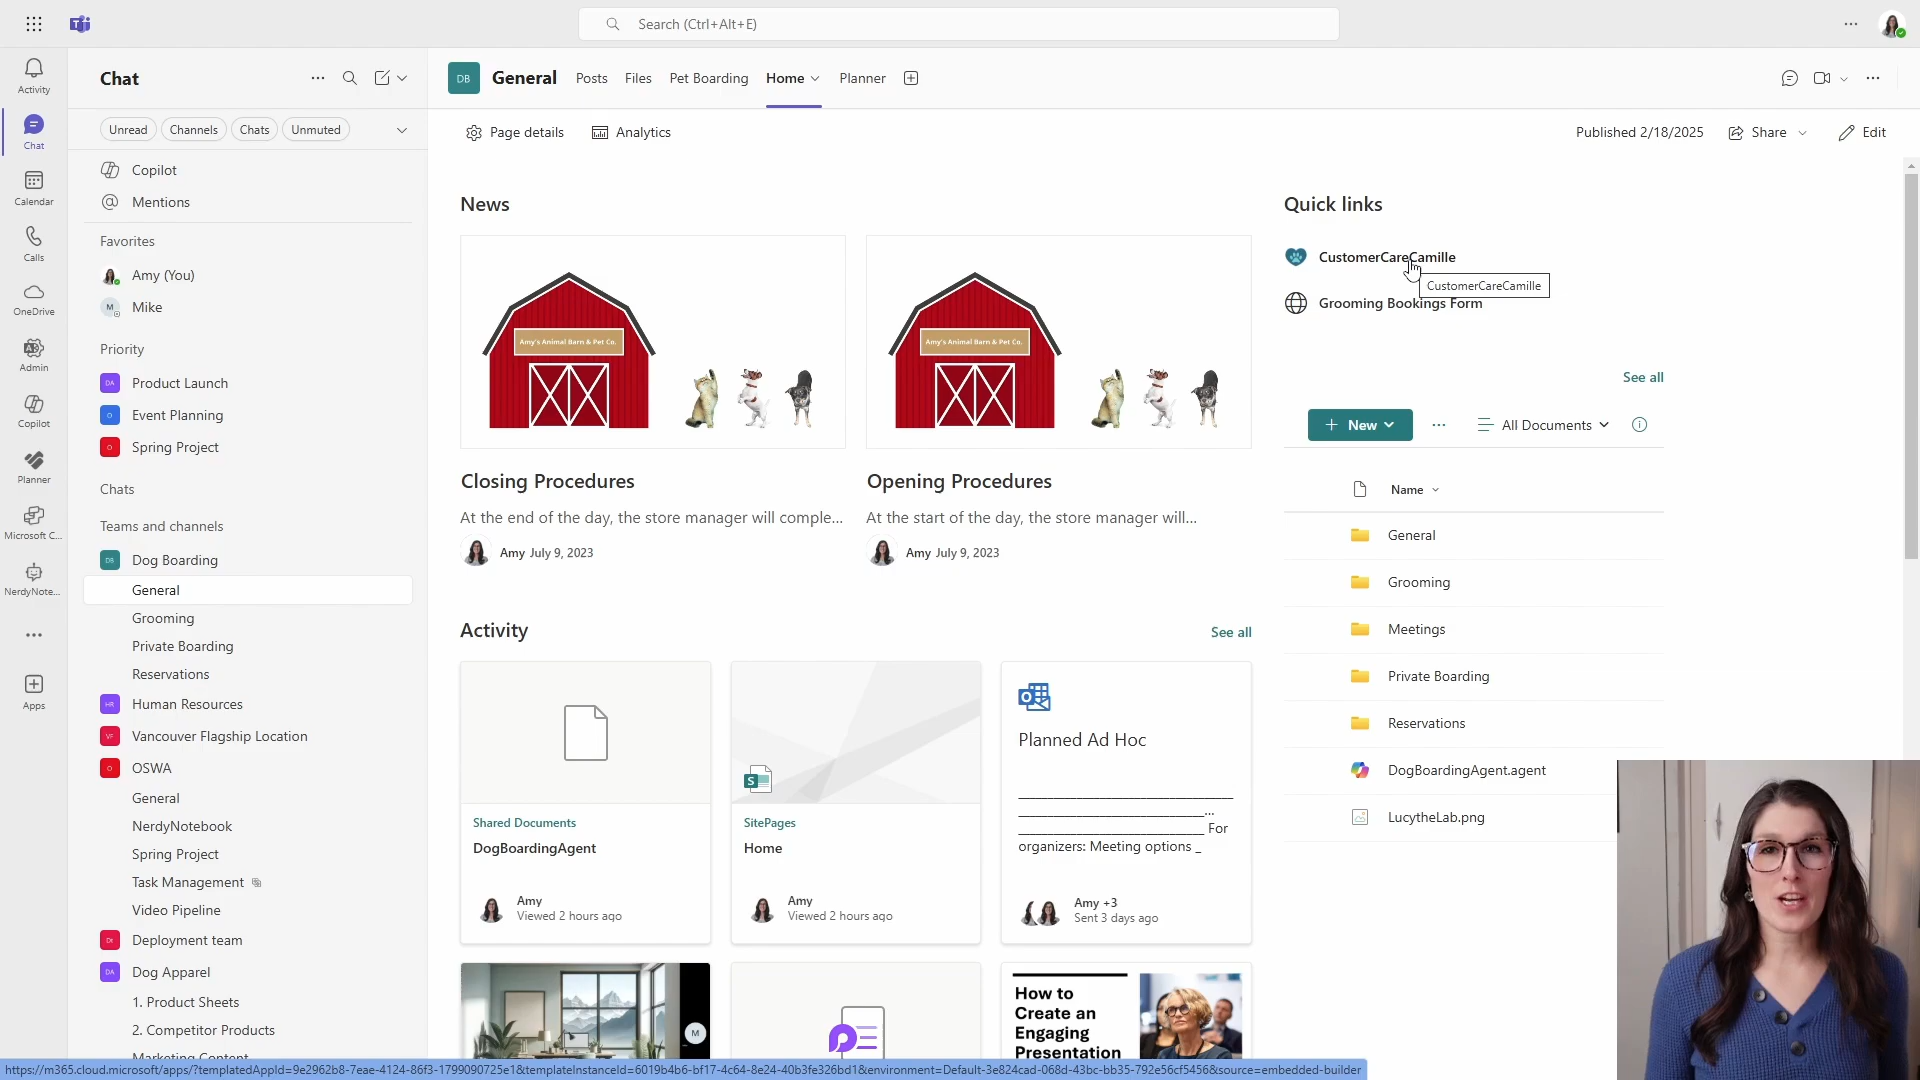 Search (Ctrl+Alt+E)
Activity
Chat
Calendar
Calls
OneDrive
Admin
Copilot
Planner
Microsoft C...
NerdyNote...
Apps
Chat
Unread
Channels
Chats
Unmuted
Copilot
Mentions
Favorites
Amy (You)
M
Mike
Priority
DA
Product Launch
O
Event Planning
O
Spring Project
Chats
Teams and channels
DB
Dog Boarding
General
Grooming
Private Boarding
Reservations
HR
Human Resources
VF
Vancouver Flagship Location
O
OSWA
General
NerdyNotebook
Spring Project
Task Management
Video Pipeline
Dt
Deployment team
DA
Dog Apparel
1. Product Sheets
2. Competitor Products
Marketing Content
DB
General
Posts
Files
Pet Boarding
Home
Planner
Page details
Analytics
Published 2/18/2025
Share
Edit
News
Amy's Animal Barn & Pet Co.
Amy's Animal Barn & Pet Co.
Closing Procedures
At the end of the day, the store manager will comple...
Amy July 9, 2023
Opening Procedures
At the start of the day, the store manager will...
Amy July 9, 2023
Activity
See all
Shared Documents
DogBoardingAgent
Amy
Viewed 2 hours ago
S
SitePages
Home
Amy
Viewed 2 hours ago
O
Planned Ad Hoc
________________________________
____________________________...
____________________________ For
organizers: Meeting options _
Amy +3
Sent 3 days ago
M
How to
Create an
Engaging
Presentation
Quick links
CustomerCareCamille
CustomerCareCamille
Grooming Bookings Form
See all
New
All Documents
Name
General
Grooming
Meetings
Private Boarding
Reservations
DogBoardingAgent.agent
LucytheLab.png
https://m365.cloud.microsoft/apps/?templatedAppId=9e2962b8-7eae-4124-86f3-1799090725e1&templateInstanceId=6019b4b6-bf17-4c64-8e24-40b3fe326bd1&environment=Default-3e824cad-068d-43bc-bb35-792e56cf5456&source=embedded-builder